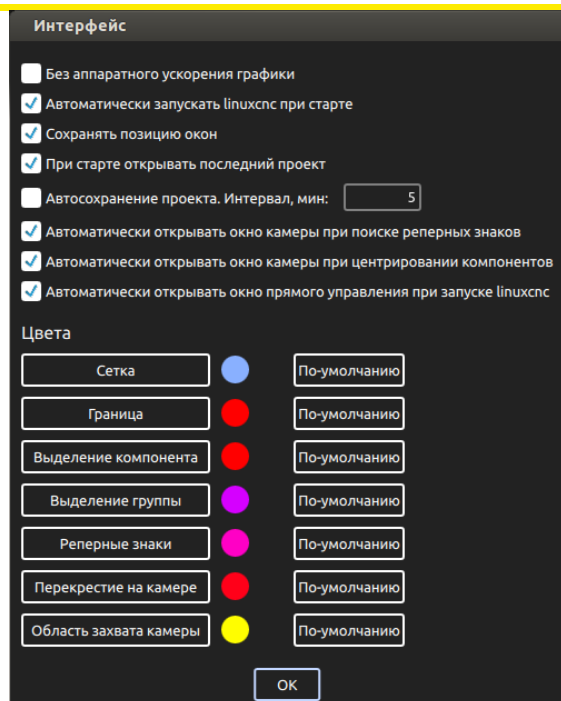 Интерфейс
Без аппаратного ускорения графики
Автоматически запускать linuxcnc при старте
Сохранять позицию окон
При старте открывать последний проект
Автосохранение проекта. Интервал, мин: 5
Автоматически открывать окно камеры при поиске реперных знаков
Автоматически открывать окно камеры при центрировании компонентов
Автоматически открывать окно прямого управления при запуске linuxcnc
Цвета
Сетка По-умолчанию
Граница По-умолчанию
Выделение компонента По-умолчанию
Выделение группы По-умолчанию
Реперные знаки По-умолчанию
Перекрестие на камере По-умолчанию
Область захвата камеры По-умолчанию
ОК